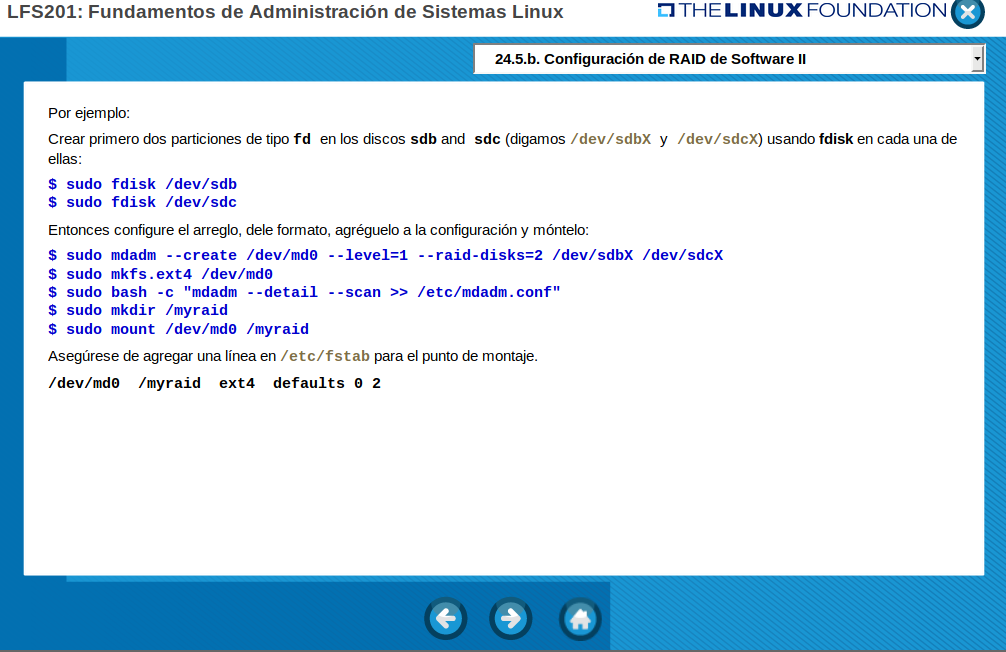 LFS201: Fundamentos de Administración de Sistemas Linux
THE LINUX FOUNDATION
24.5.b. Configuración de RAID de Software II
Por ejemplo:
Crear primero dos particiones de tipo fd en los discos sdb and sdc (digamos /dev/sdbX y /dev/sdcX) usando fdisk en cada una de
ellas:
$ sudo fdisk /dev/sdb
$ sudo fdisk /dev/sdc
Entonces configure el arreglo, dele formato, agréguelo a la configuración y móntelo:
$ sudo mdadm --create /dev/md0 --level=1 --raid-disks=2 /dev/sdbX /dev/sdcX
$ sudo mkfs.ext4 /dev/md0
$ sudo bash -c "mdadm --detail --scan >> /etc/mdadm.conf"
$ sudo mkdir /myraid
$ sudo mount /dev/md0 /myraid
Asegúrese de agregar una línea en /etc/fstab para el punto de montaje.
/dev/md0 /myraid ext4 defaults 0 2